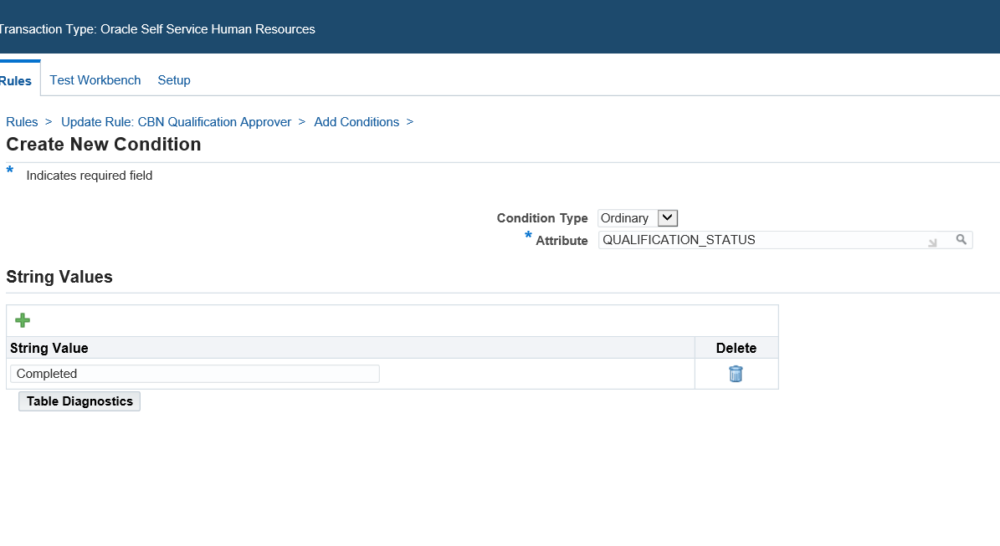 Transaction Type: Oracle Self Service Human Resources
Rules Test Workbench Setup
Rules > Update Rule: CBN Qualification Approver > Add Conditions >
Create New Condition
* Indicates required field
Condition Type Ordinary
* Attribute QUALIFICATION_STATUS
String Values
String Value Delete
Completed
Table Diagnostics